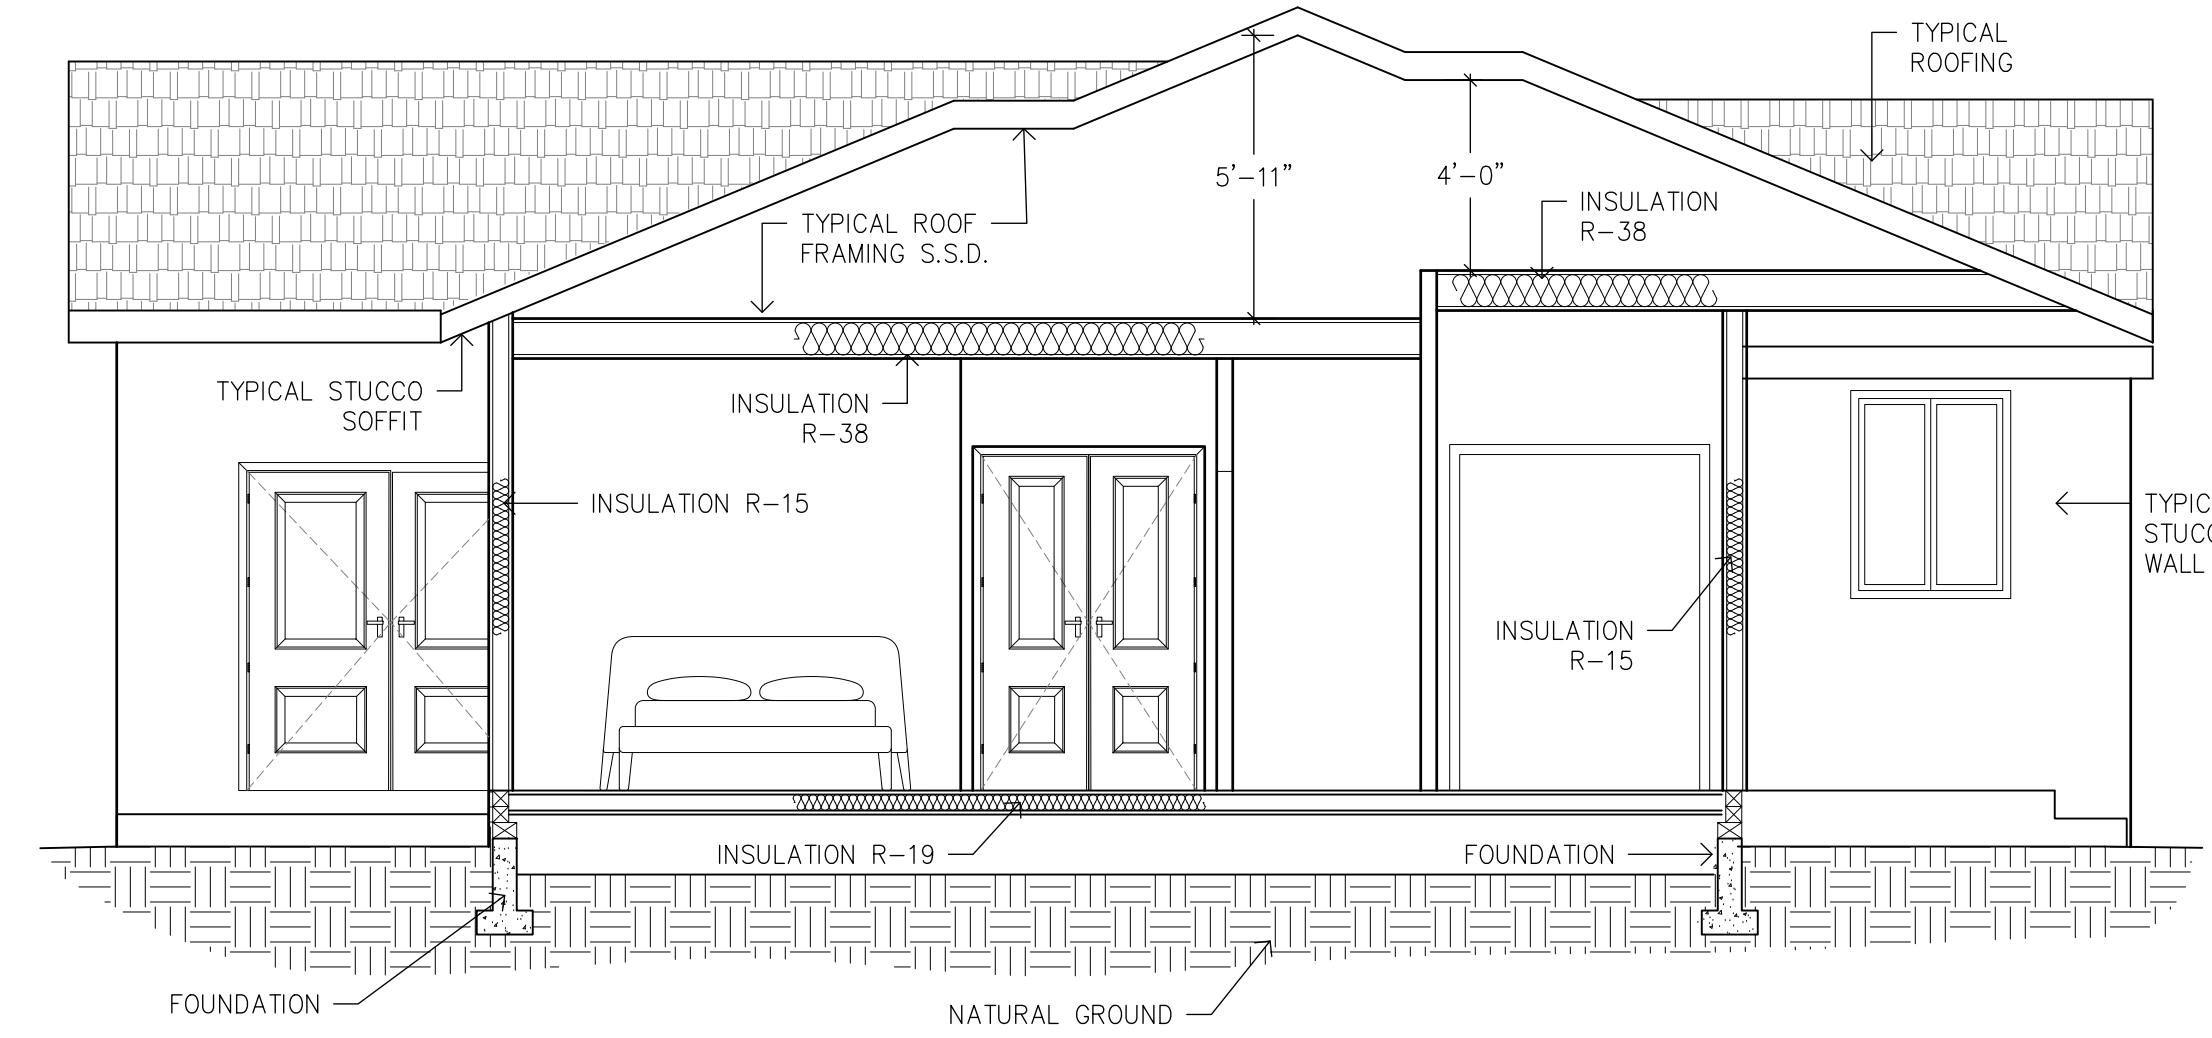 TYPICAL
ROOFING
5'-11"
4'-0"
INSULATION
R-38
TYPICAL ROOF
FRAMING S.S.D.
TYPICAL STUCCO
SOFFIT
INSULATION
R-38
INSULATION R-15
TYPIC
STUCC
WALL
INSULATION
R-15
INSULATION R-19
FOUNDATION
FOUNDATION
NATURAL GROUND